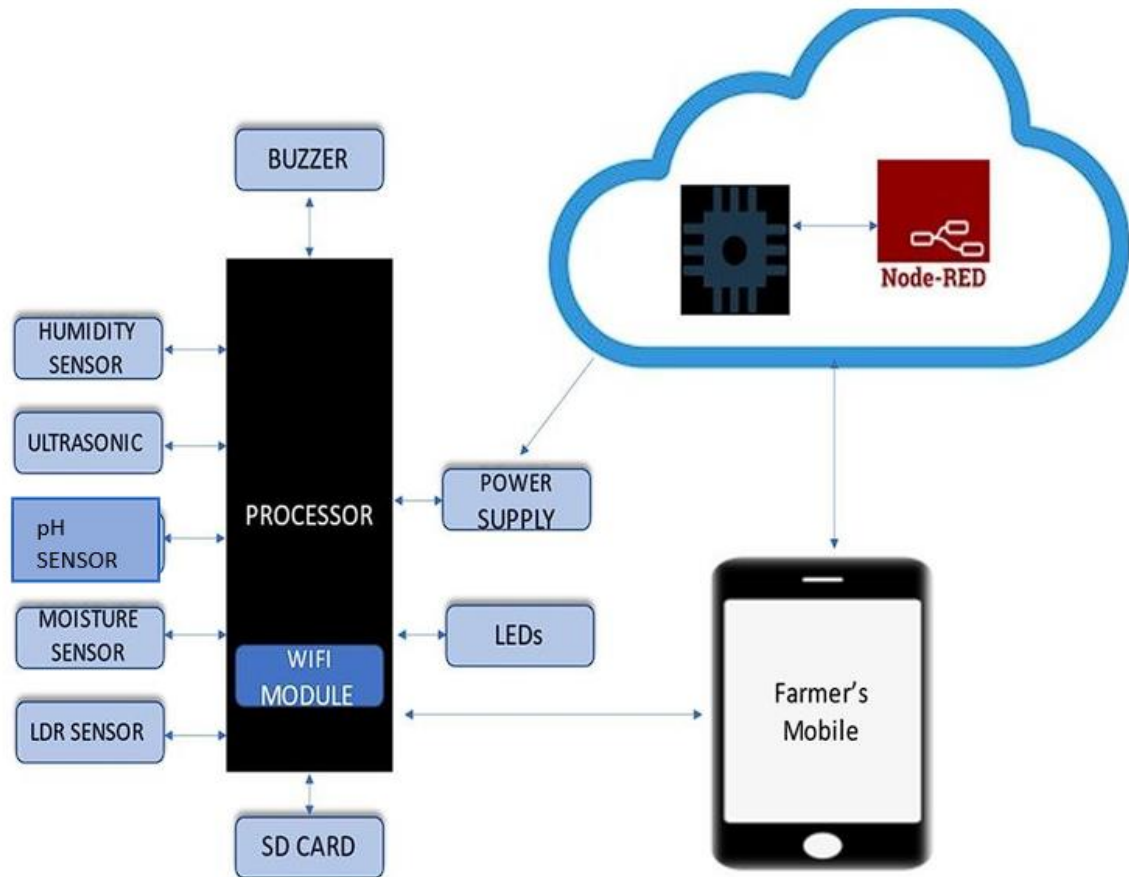 BUZZER
Node-RED
HUMIDITY
SENSOR
ULTRASONIC
pH
SENSOR
MOISTURE
SENSOR
LDR SENSOR
PROCESSOR
WIFI
MODULE
POWER
SUPPLY
LEDs
Farmer’s
Mobile
SD CARD